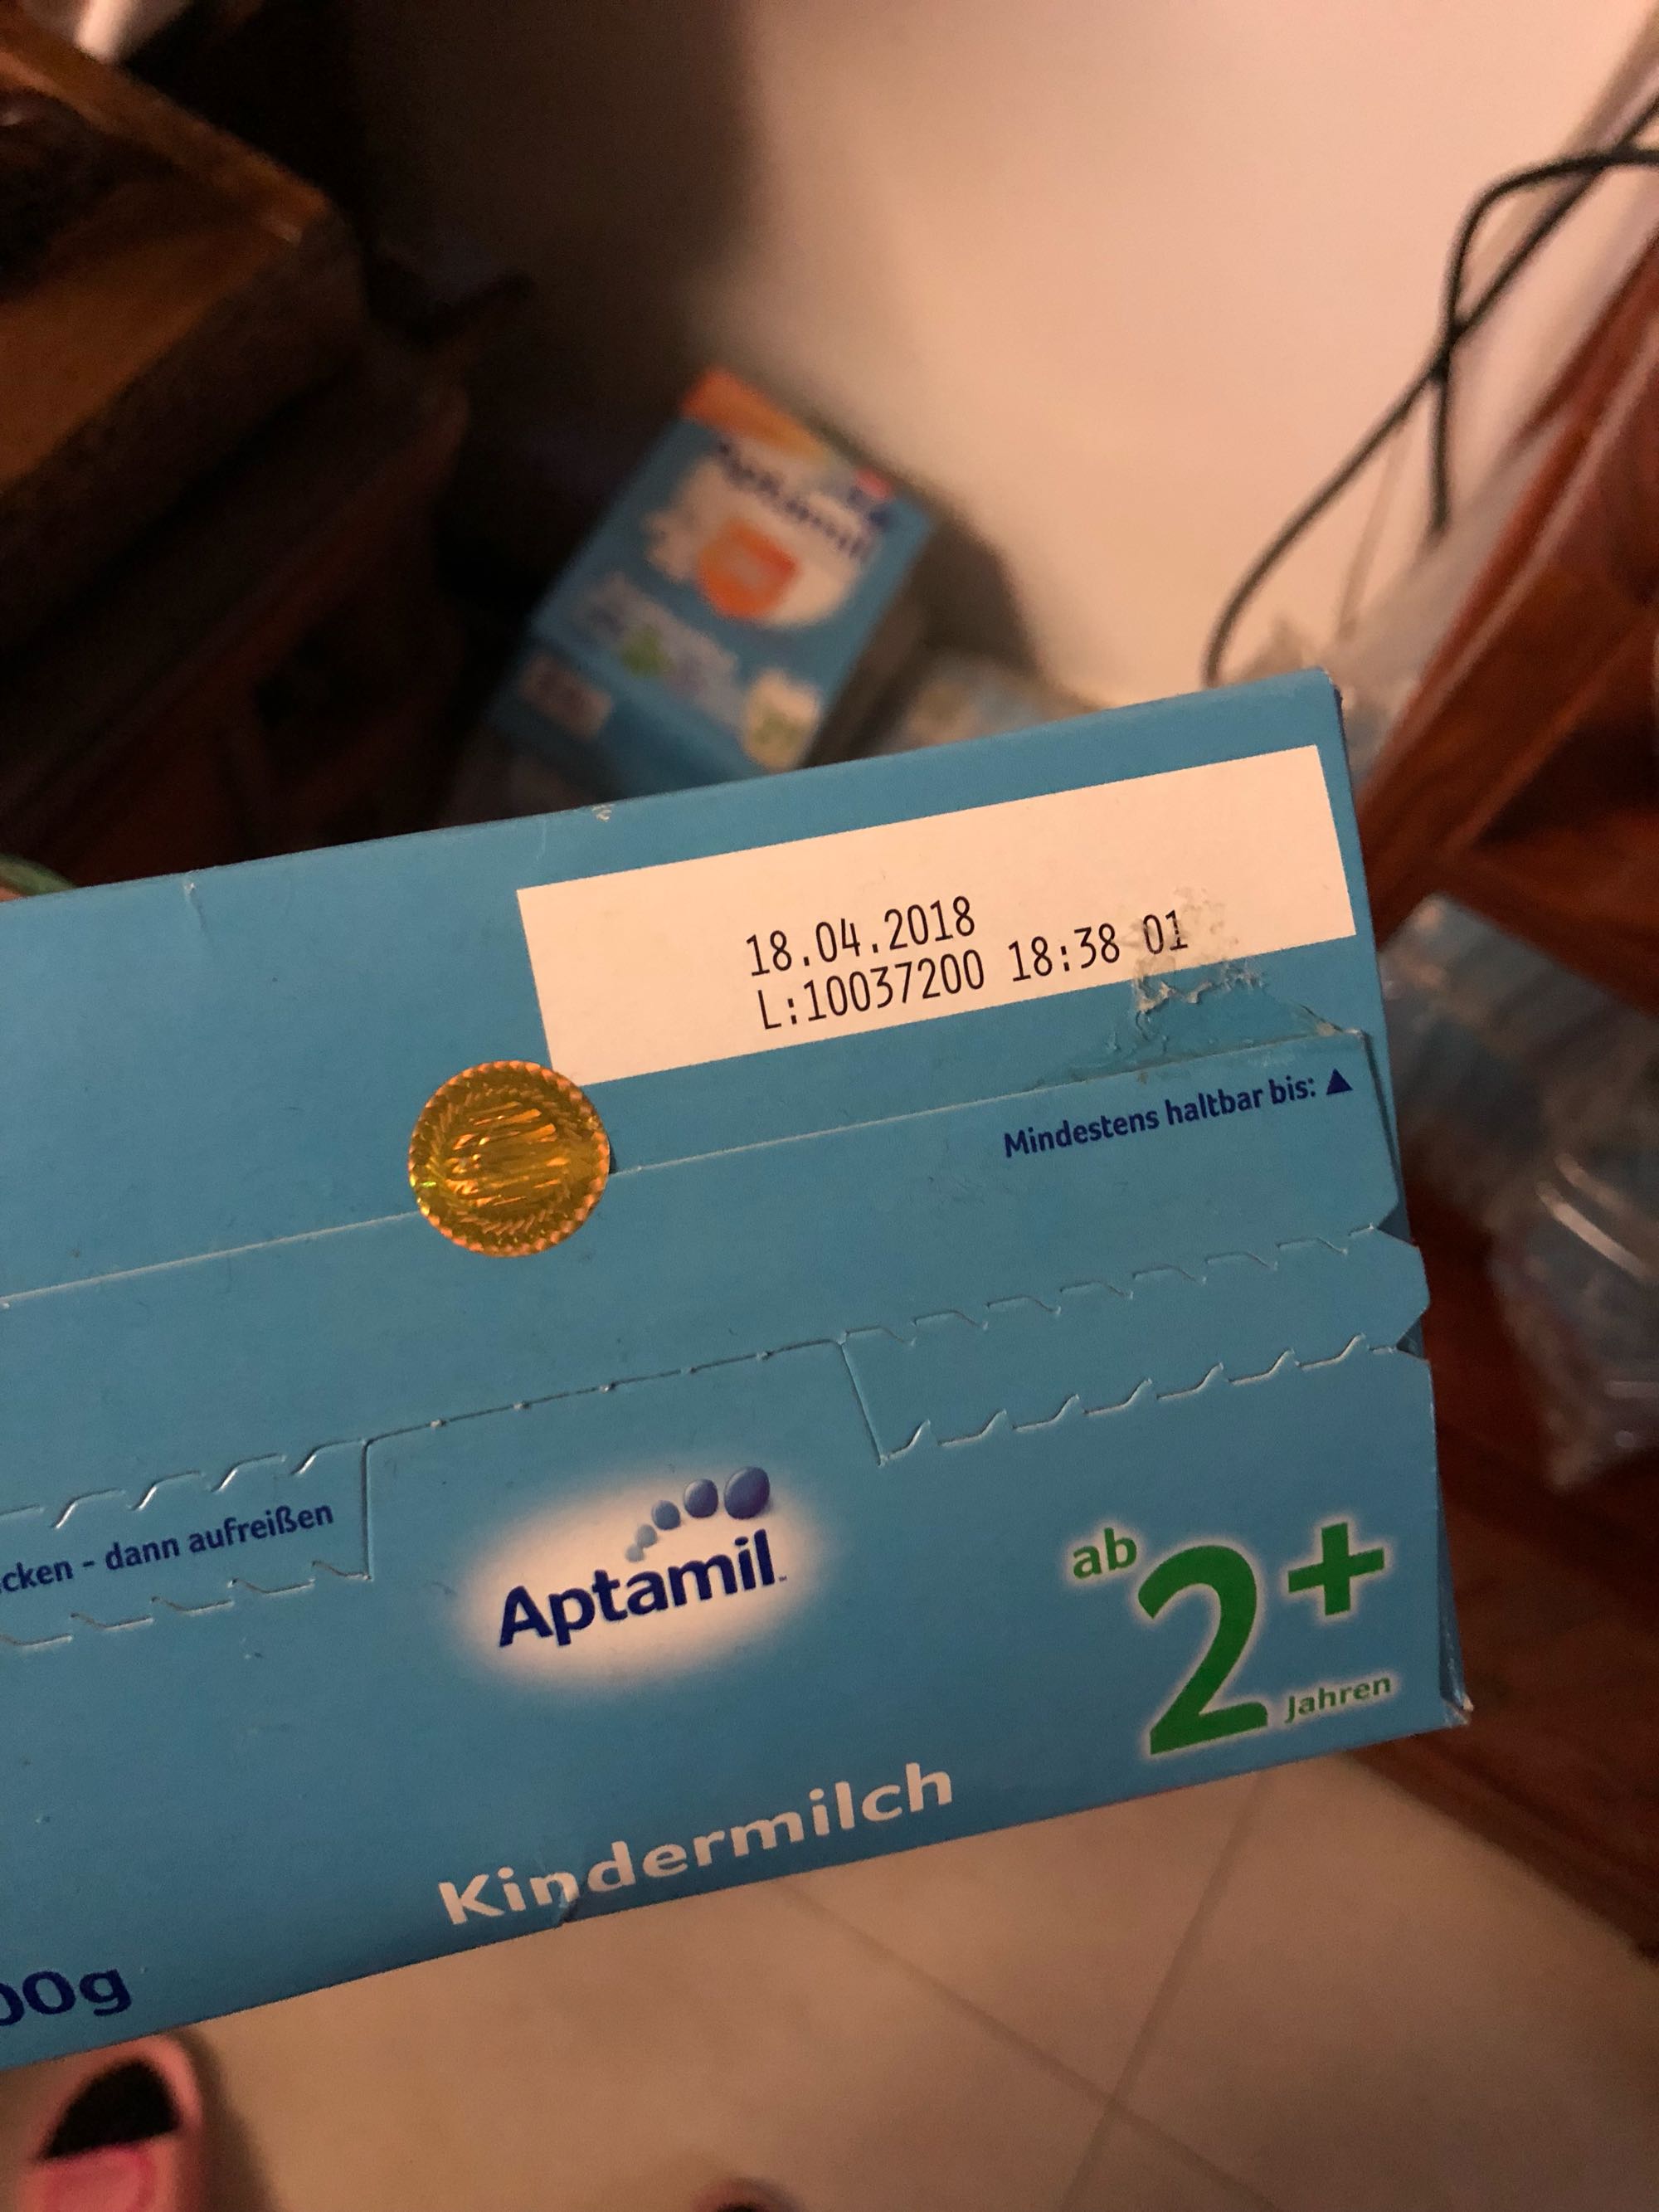 Aptamil
18.04.2018
L:10037200 18:38 01
Mindestens haltbar bis: ▲
cken - dann aufreißen
Aptamil
ab
2+
Jahren
Kindermilch
00g